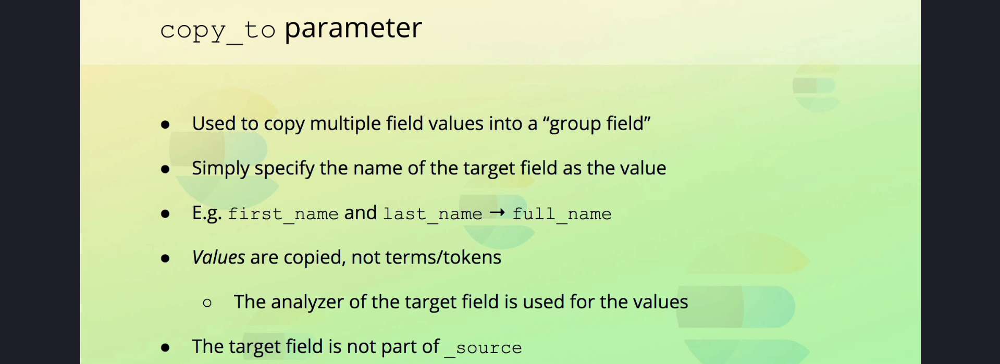 copy_to parameter
● Used to copy multiple field values into a “group field”
● Simply specify the name of the target field as the value
● E.g. first_name and last_name → full_name
● Values are copied, not terms/tokens
○ The analyzer of the target field is used for the values
● The target field is not part of _source